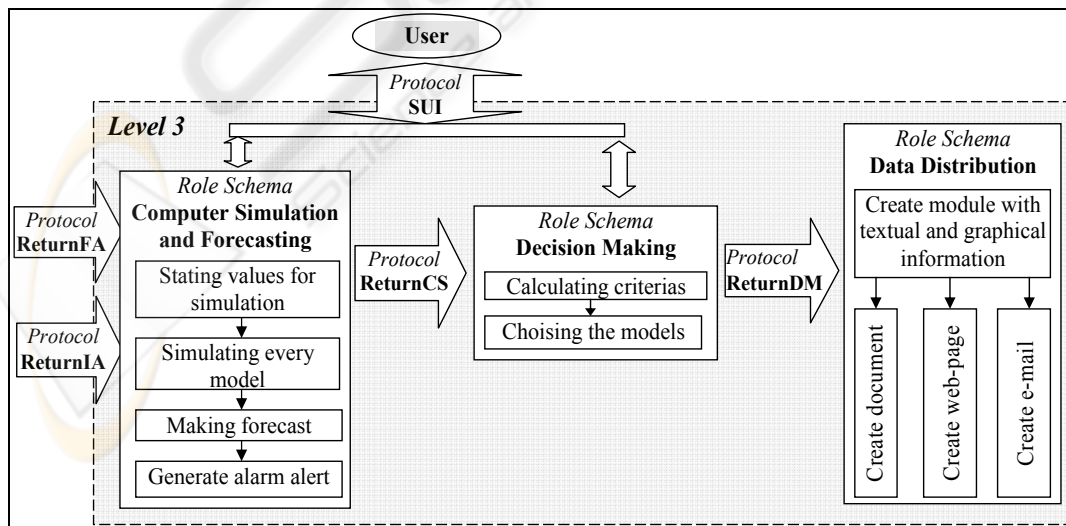 User
Protocol
SUI
Level 3
Protocol
ReturnFA
Protocol
ReturnIA
Role Schema
Computer Simulation
and Forecasting
Stating values for
simulation
Simulating every
model
Making forecast
Generate alarm alert
Protocol
ReturnCS
Role Schema
Decision Making
Calculating criterias
Choising the models
Protocol
ReturnDM
Role Schema
Data Distribution
Create module with
textual and graphical
information
Create document
Create web-page
Create e-mail